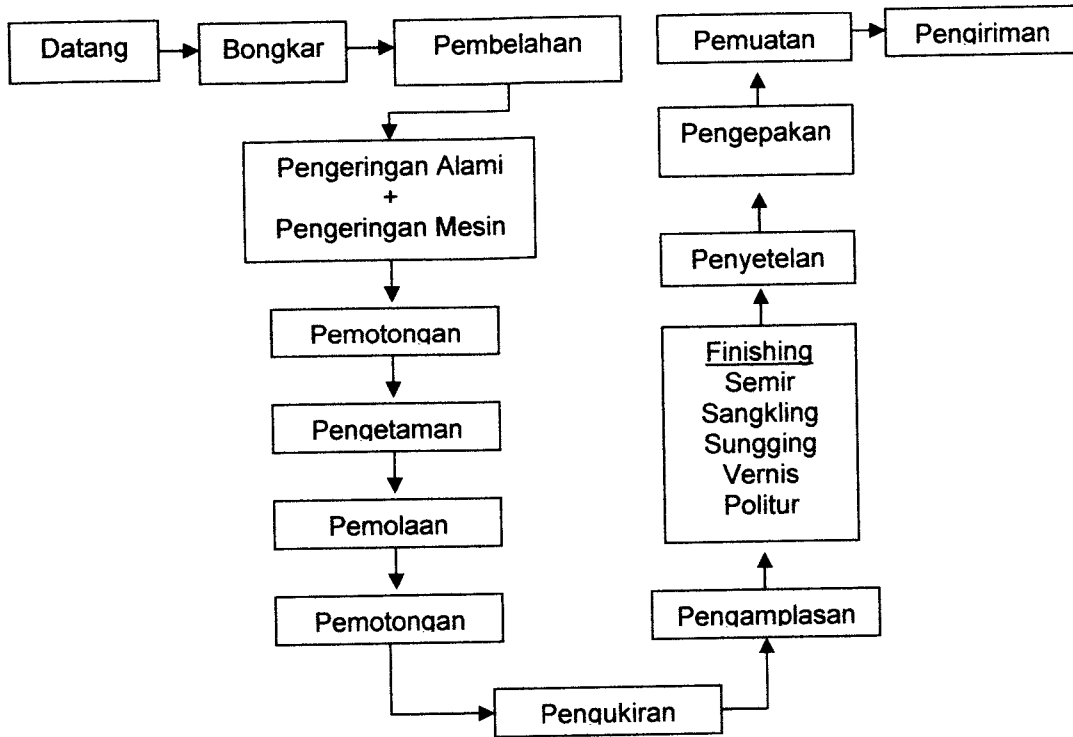 Datang
Bongkar
Pembelahan
Pengeringan Alami
+
Pengeringan Mesin
Pemotongan
Pengetaman
Pemolaan
Pemotongan
Pengukiran
Pengamplasan
Finishing
Semir
Sangkling
Sungging
Vernis
Politur
Penyetelan
Pengepakan
Pemuatan
Pengiriman